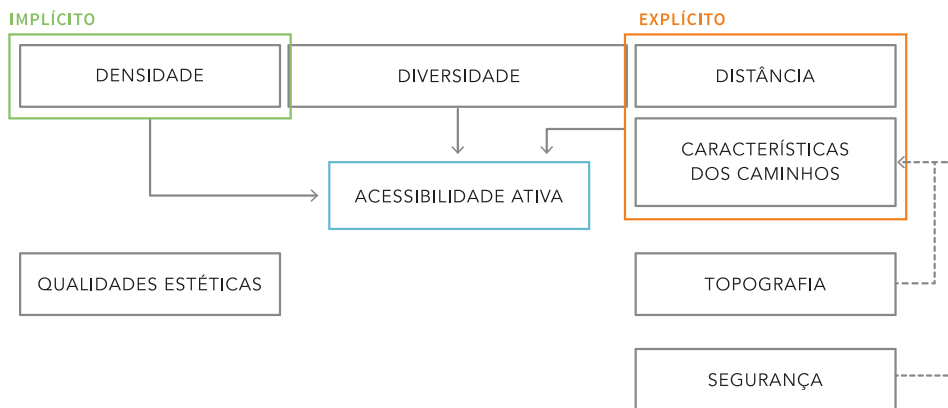 IMPLÍCITO
EXPLÍCITO
DENSIDADE
DIVERSIDADE
DISTÂNCIA
CARACTERÍSTICAS
DOS CAMINHOS
ACESSIBILIDADE ATIVA
QUALIDADES ESTÉTICAS
TOPOGRAFIA
SEGURANÇA